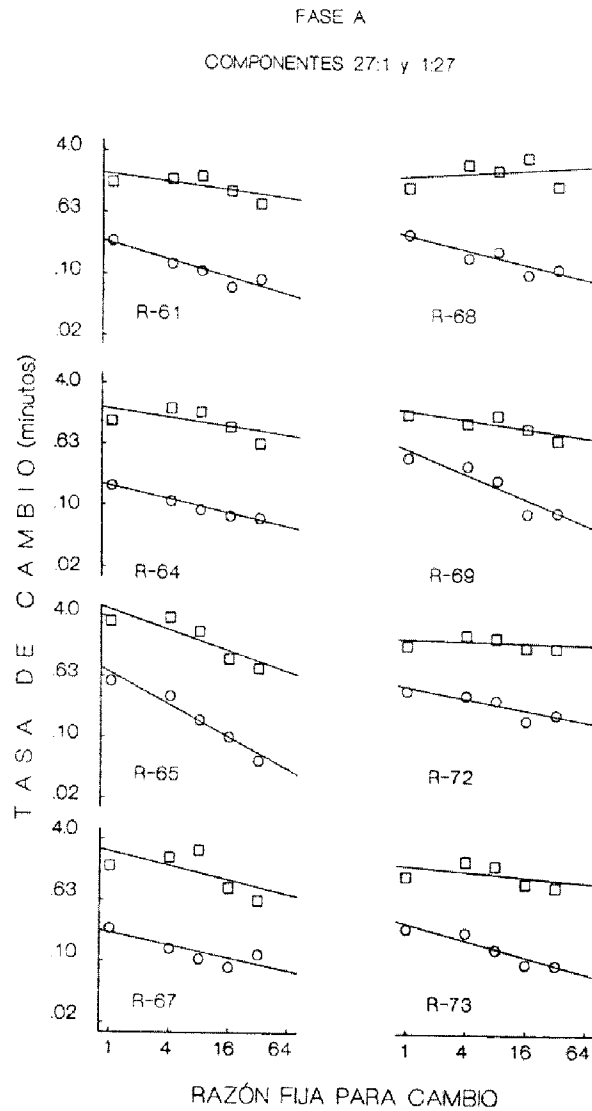 FASE A
COMPONENTES 27:1 y 1:27
TASA DE CAMBIO (minutos)
4.0
.63
.10
.02
R-61
R-68
4.0
.63
.10
.02
R-64
R-69
4.0
.63
.10
.02
R-65
R-72
4.0
.63
.10
.02
R-67
R-73
1 4 16 64
1 4 16 64
RAZÓN FIJA PARA CAMBIO